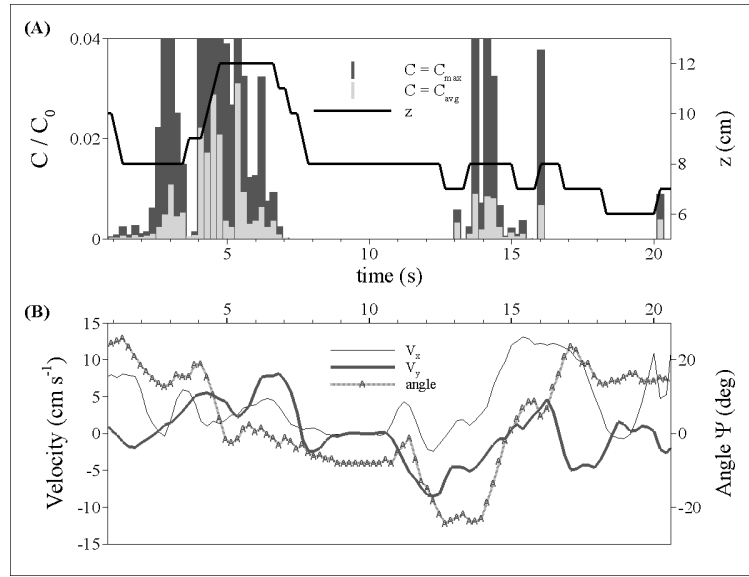 (A)
0.04
0.02
0
C / C0
C = Cmax
C = Cavg
z
12
10
8
6
z (cm)
5 10 15 20
time (s)
(B)
5 10 15 20
15
10
5
0
-5
-10
-15
Velocity (cm s-1)
Vx
Vy
angle
20
0
-20
Angle Ψ (deg)